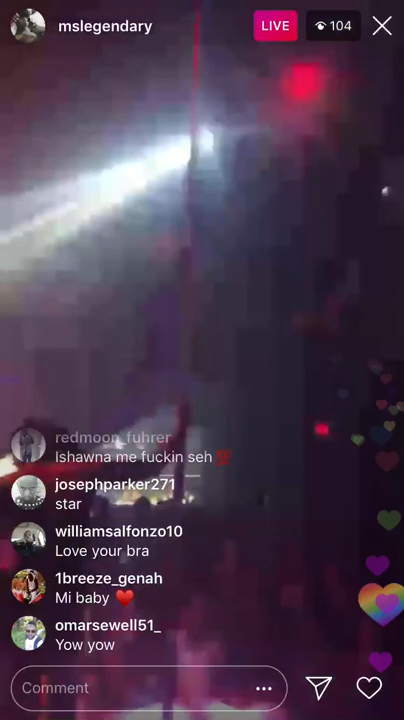 mslegendary
LIVE
104
redmoon_fuhrer
Ishawna me fuckin seh💯
josephparker271
star
williamsalfonzo10
Love your bra
1breeze_genah
Mi baby ❤️
omarsewell51_
Yow yow
Comment